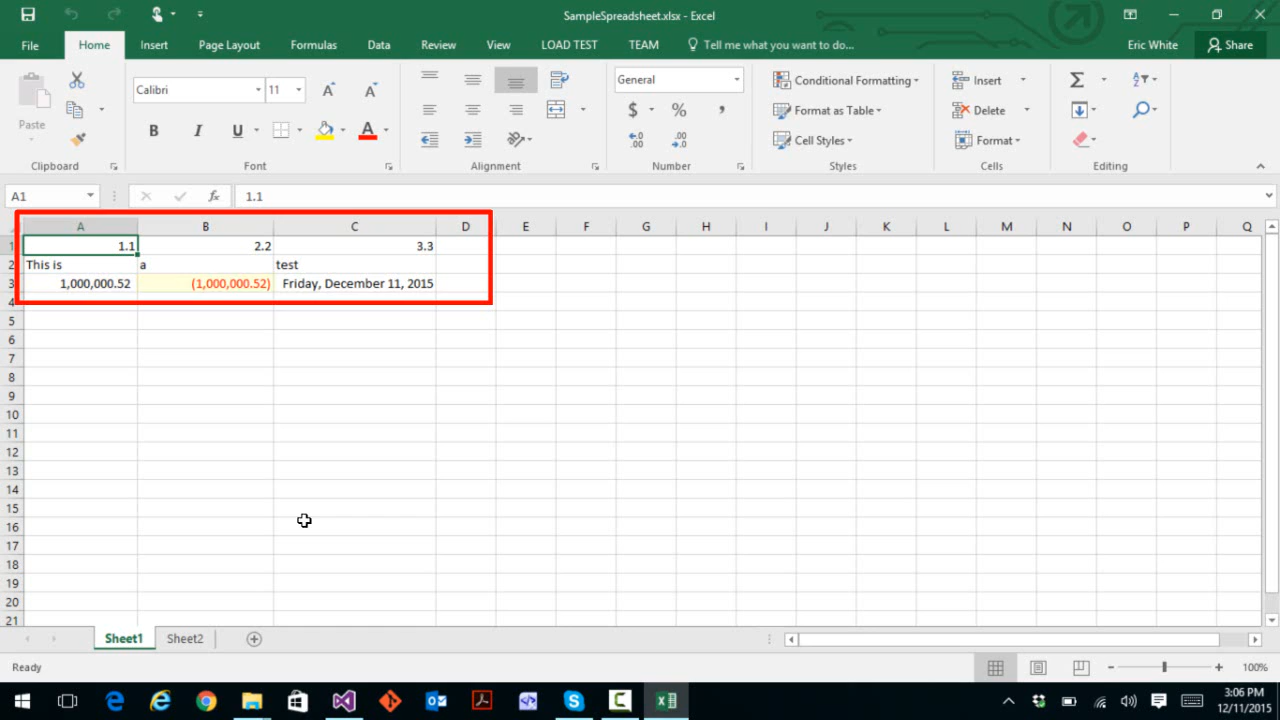 SampleSpreadsheet.xlsx - Excel
File Home Insert Page Layout Formulas Data Review View LOAD TEST TEAM Tell me what you want to do... Eric White Share
Paste
Calibri 11
B I U A
General
$ % ,
Conditional Formatting
Format as Table
Cell Styles
Insert
Delete
Format
Clipboard Font Alignment Number Styles Cells Editing
A1 fx 1.1
A B C D E F G H I J K L M N O P Q
1 1.1 2.2 3.3
2 This is a test
3 1,000,000.52 (1,000,000.52) Friday, December 11, 2015
4
5
6
7
8
9
10
11
12
13
14
15
16
17
18
19
20
21
Sheet1 Sheet2
Ready 100%
3:06 PM
12/11/2015